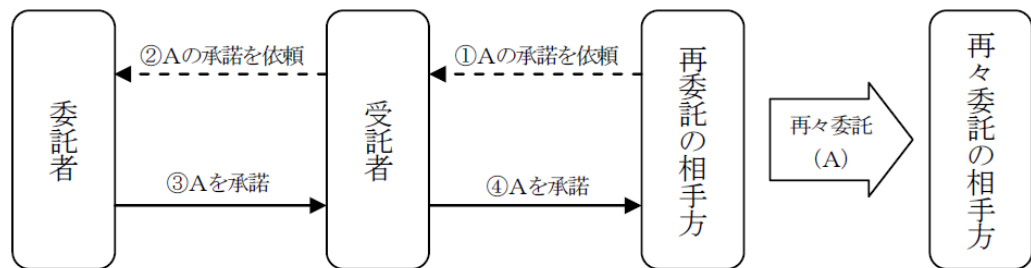 委託者
②Aの承諾を依頼
③Aを承諾
受託者
①Aの承諾を依頼
④Aを承諾
再委託の相手方
再々委託
(A)
再々委託の相手方